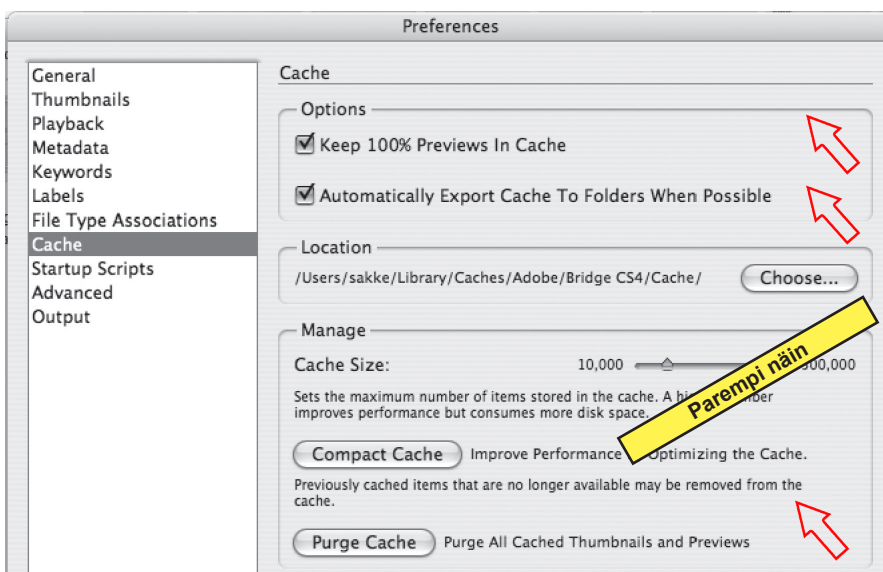 Preferences
General
Thumbnails
Playback
Metadata
Keywords
Labels
File Type Associations
Cache
Startup Scripts
Advanced
Output
Cache
Options
Keep 100% Previews In Cache
Automatically Export Cache To Folders When Possible
Location
/Users/sakke/Library/Caches/Adobe/Bridge CS4/Cache/
Choose...
Manage
Cache Size:
10,000
00,000
Sets the maximum number of items stored in the cache. A
improves performance but consumes more disk space.
Parempi näin
Compact Cache
Improve Performance Optimizing the Cache.
Previously cached items that are no longer available may be removed from the
cache.
Purge Cache
Purge All Cached Thumbnails and Previews